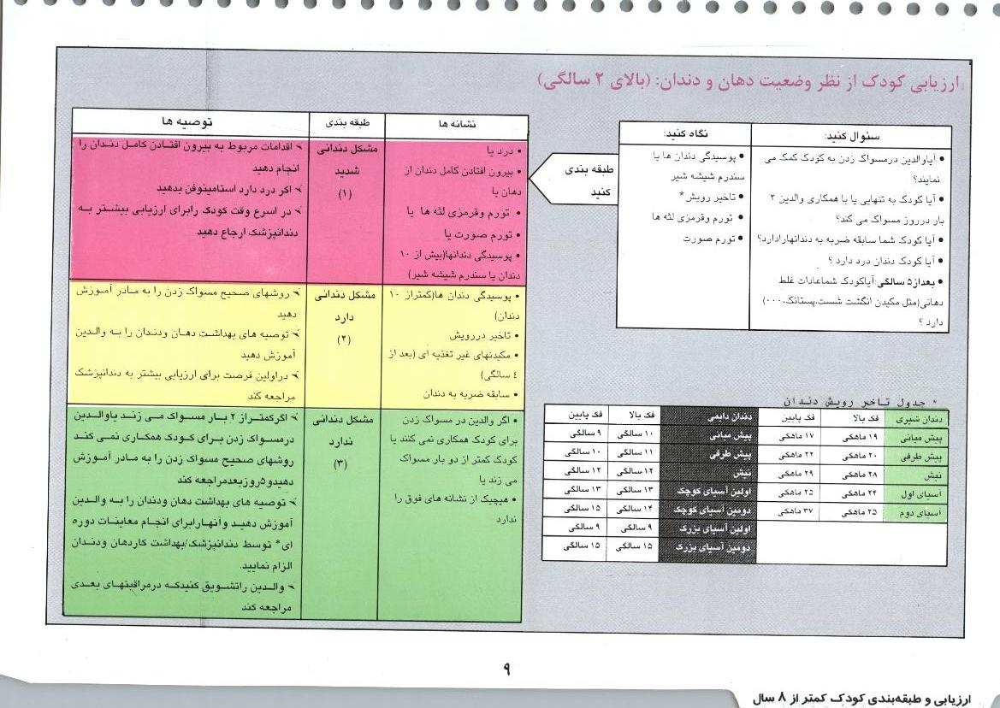 ارزیابی کودک از نظر وضعیت دهان و دندان: (بالای ۲ سالگی)
سئوال کنید:
• آیاوالدین درمسواک زدن به کودک کمک می
نمایند؟
• آیا کودک به تنهایی یا با همکاری والدین ۲
بار درروز مسواک می کند؟
• آیا کودک شما سابقه ضربه به دندانهارادارد؟
• آیا کودک دندان درد دارد ؟
• بعداز۵ سالگی:آیاکودک شماعادات غلط
دهانی(مثل مکیدن انگشت شست،پستانک،۰۰۰)
دارد ؟
نگاه کنید:
• پوسیدگی دندان ها یا
سندرم شیشه شیر
• تاخیر رویش*
• تورم وقرمزی لثه ها
• تورم صورت
طبقه بندی
کنید
نشانه ها
طبقه بندی
توصیه ها
• درد یا
• بیرون افتادن کامل دندان از
دهان یا
• تورم وقرمزی لثه ها یا
• تورم صورت یا
• پوسیدگی دندانها(بیش از ۱۰
دندان یا سندرم شیشه شیر)
مشکل دندانی
شدید
(۱)
اقدامات مربوط به بیرون افتادن کامل دندان را
انجام دهید
اگر درد دارد استامینوفن بدهید
در اسرع وقت کودک رابرای ارزیابی بیشتر به
دندانپزشک ارجاع دهید
• پوسیدگی دندان ها(کمتراز ۱۰
دندان)
• تاخیر دررویش
• مکیدنهای غیر تغذیه ای (بعد از
٤ سالگی)
• سابقه ضربه به دندان
مشکل دندانی
دارد
(۲)
روشهای صحیح مسواک زدن را به مادر آموزش
دهید
توصیه های بهداشت دهان ودندان را به والدین
آموزش دهید
دراولین فرصت برای ارزیابی بیشتر به دندانپزشک
مراجعه کند
• اگر والدین در مسواک زدن
برای کودک همکاری نمی کنند یا
کودک کمتر از دو بار مسواک
می زند یا
• هیچیک از نشانه های فوق را
ندارد
مشکل دندانی
ندارد
(۳)
اگرکمتراز ۲ بار مسواک می زند یاوالدین
درمسواک زدن برای کودک همکاری نمی کند
روشهای صحیح مسواک زدن را به مادر آموزش
دهیدو۵روزبعدمراجعه کند
توصیه های بهداشت دهان ودندان را به والدین
آموزش دهید وآنهارابرای انجام معاینات دوره
ای* توسط دندانپزشک/بهداشت کاردهان ودندان
الزام نمایید.
والدین راتشویق کنیدکه درمراقبتهای بعدی
مراجعه کند
* جدول تاخر رویش دندان
دندان شیری فک بالا فک پایین دندان دایمی فک بالا فک پایین
پیش میانی ۱۹ ماهگی ۱۷ ماهگی پیش میانی ۱۰ سالگی ۹ سالگی
پیش طرفی ۲۰ ماهگی ۲۲ ماهگی پیش طرفی ۱۱ سالگی ۱۰ سالگی
نیش ۲۸ ماهگی ۲۹ ماهگی نیش ۱۲ سالگی ۱۲ سالگی
آسیای اول ۲۴ ماهگی ۲۵ ماهگی اولین آسیای کوچک ۱۳ سالگی ۱۳ سالگی
آسیای دوم ۲۵ ماهگی ۳۷ ماهگی دومین آسیای کوچک ۱۴ سالگی ۱۵ سالگی
اولین آسیای بزرگ ۹ سالگی ۹ سالگی
دومین آسیای بزرگ ۱۵ سالگی ۱۵ سالگی
۹
ارزیابی و طبقه‌بندی کودک کمتر از ۸ سال